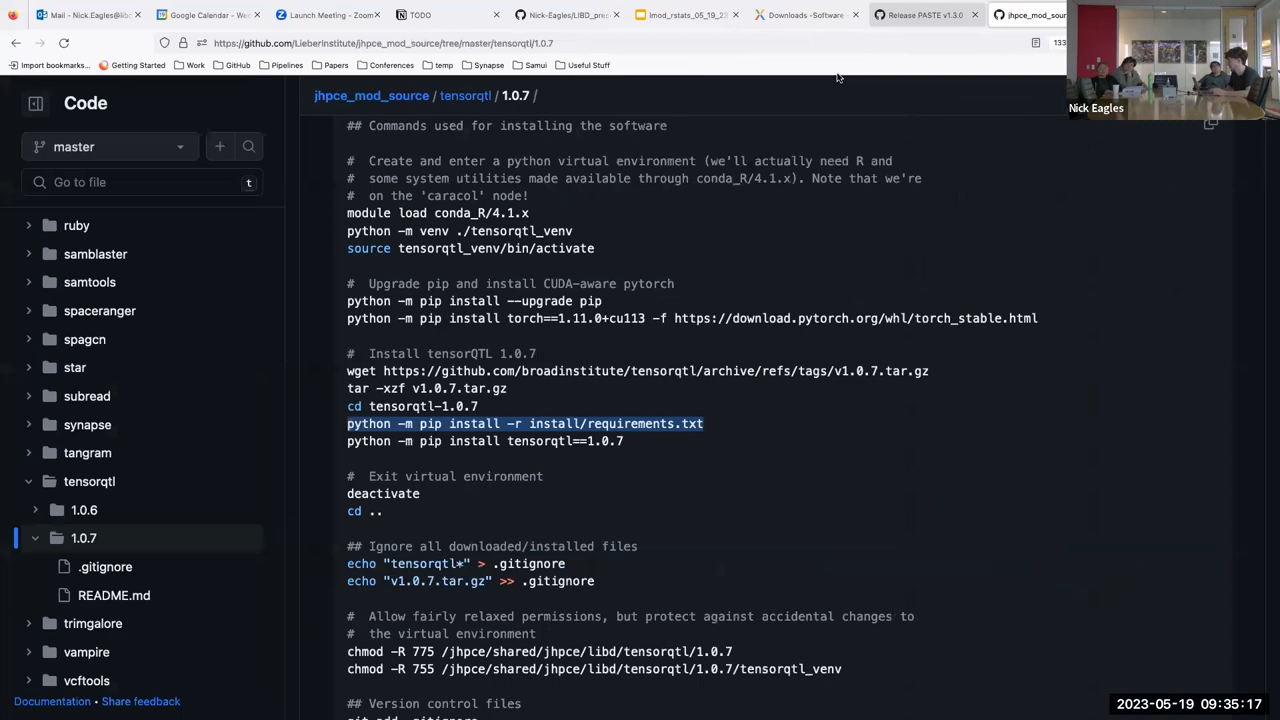 Mail - Nick.Eagles@lib
Google Calendar - We
Launch Meeting - Zoom
TODO
Nick-Eagles/LIBD_pres
lmod_rstats_05_19_23
Downloads -Software
Release PASTE v1.3.0
jhpce_mod_sour
https://github.com/LieberInstitute/jhpce_mod_source/tree/master/tensorqtl/1.0.7
133
Import bookmarks...
Getting Started
Work
GitHub
Pipelines
Papers
Conferences
temp
Synapse
Samui
Useful Stuff
Nick Eagles
Code
master
Go to file
t
ruby
samblaster
samtools
spaceranger
spagcn
star
subread
synapse
tangram
tensorqtl
1.0.6
1.0.7
.gitignore
README.md
trimgalore
vampire
vcftools
Documentation • Share feedback
jhpce_mod_source / tensorqtl / 1.0.7 /
## Commands used for installing the software
#  Create and enter a python virtual environment (we'll actually need R and
#  some system utilities made available through conda_R/4.1.x). Note that we're
#  on the 'caracol' node!
module load conda_R/4.1.x
python -m venv ./tensorqtl_venv
source tensorqtl_venv/bin/activate
#  Upgrade pip and install CUDA-aware pytorch
python -m pip install --upgrade pip
python -m pip install torch==1.11.0+cu113 -f https://download.pytorch.org/whl/torch_stable.html
#  Install tensorQTL 1.0.7
wget https://github.com/broadinstitute/tensorqtl/archive/refs/tags/v1.0.7.tar.gz
tar -xzf v1.0.7.tar.gz
cd tensorqtl-1.0.7
python -m pip install -r install/requirements.txt
python -m pip install tensorqtl==1.0.7
#  Exit virtual environment
deactivate
cd ..
## Ignore all downloaded/installed files
echo "tensorqtl*" > .gitignore
echo "v1.0.7.tar.gz" >> .gitignore
#  Allow fairly relaxed permissions, but protect against accidental changes to
#  the virtual environment
chmod -R 775 /jhpce/shared/jhpce/libd/tensorqtl/1.0.7
chmod -R 755 /jhpce/shared/jhpce/libd/tensorqtl/1.0.7/tensorqtl_venv
## Version control files
2023-05-19 09:35:17